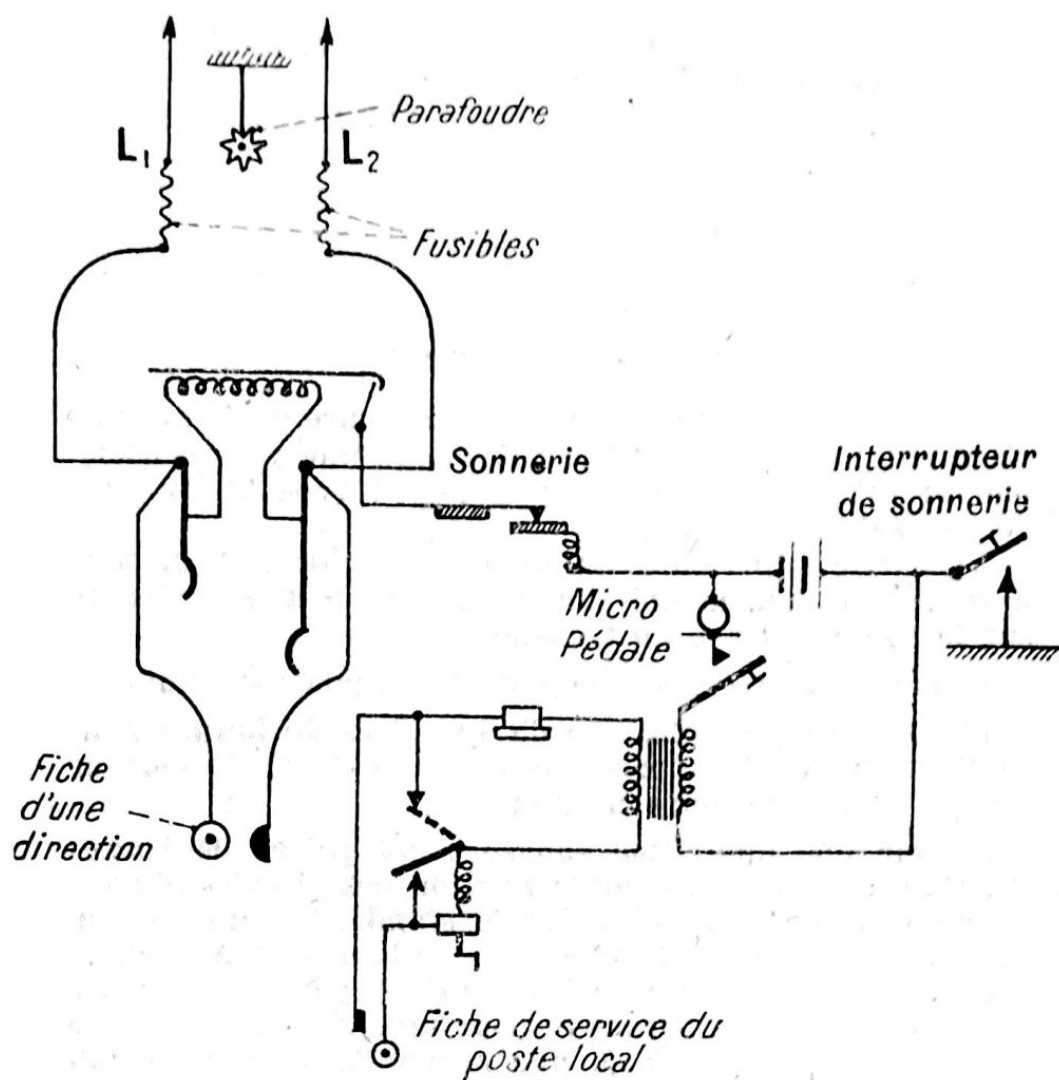 Parafoudre
L₁
L₂
Fusibles
Sonnerie
Interrupteur
de sonnerie
Micro
Pédale
Fiche
d'une
direction
Fiche de service du
poste local